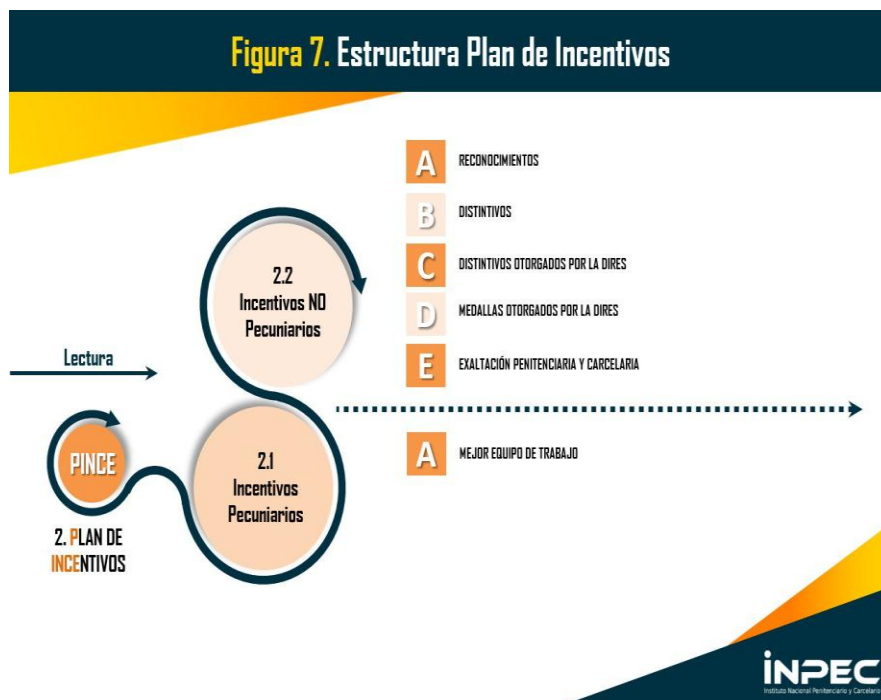 Figura 7. Estructura Plan de Incentivos
A RECONOCIMIENTOS
B DISTINTIVOS
C DISTINTIVOS OTORGADOS POR LA DIRES
D MEDALLAS OTORGADOS POR LA DIRES
E EXALTACIÓN PENITENCIARIA Y CARCELARIA
2.2
Incentivos NO
Pecuniarios
Lectura
A MEJOR EQUIPO DE TRABAJO
2.1
Incentivos
Pecuniarios
PINCE
2. PLAN DE
INCENTIVOS
INPEC
Instituto Nacional Penitenciario y Carcelario